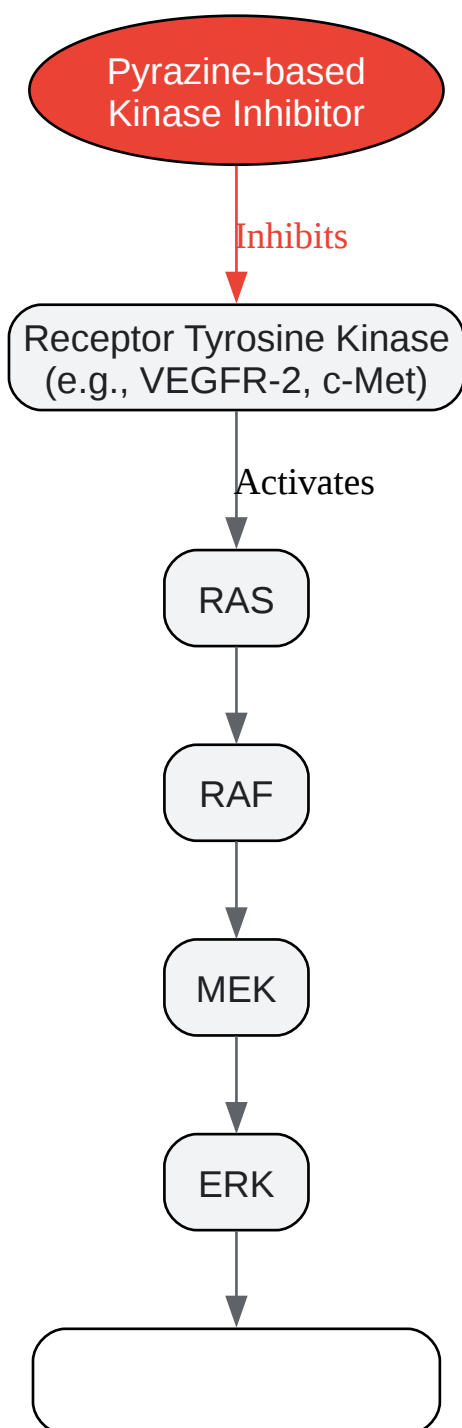 Pyrazine-based
Kinase Inhibitor
Inhibits
Receptor Tyrosine Kinase
(e.g., VEGFR-2, c-Met)
Activates
RAS
RAF
MEK
ERK